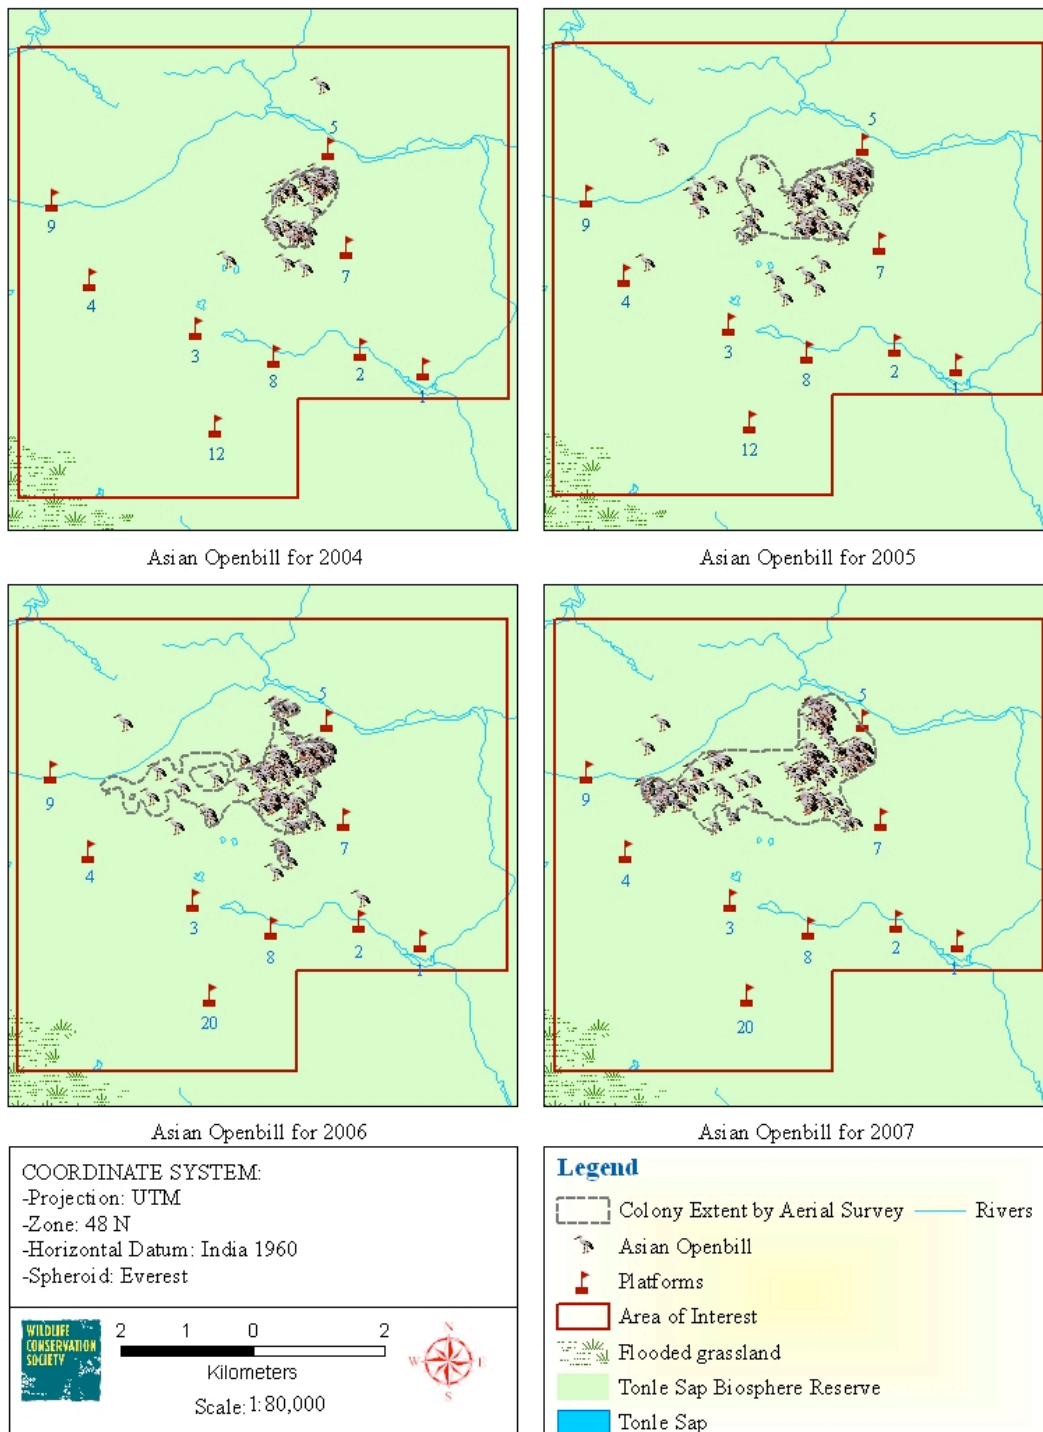 5
9
7
4
3
8
2
1
12
Asian Openbill for 2004
5
9
7
4
3
8
2
1
12
Asian Openbill for 2005
5
9
7
4
3
8
2
1
20
Asian Openbill for 2006
5
9
7
4
3
8
2
1
20
Asian Openbill for 2007
COORDINATE SYSTEM:
-Projection: UTM
-Zone: 48 N
-Horizontal Datum: India 1960
-Spheroid: Everest
WILDLIFE
CONSERVATION
SOCIETY
2 1 0 2
Kilometers
Scale: 1:80,000
N
W E
S
Legend
Colony Extent by Aerial Survey
Rivers
Asian Openbill
Platforms
Area of Interest
Flooded grassland
Tonle Sap Biosphere Reserve
Tonle Sap